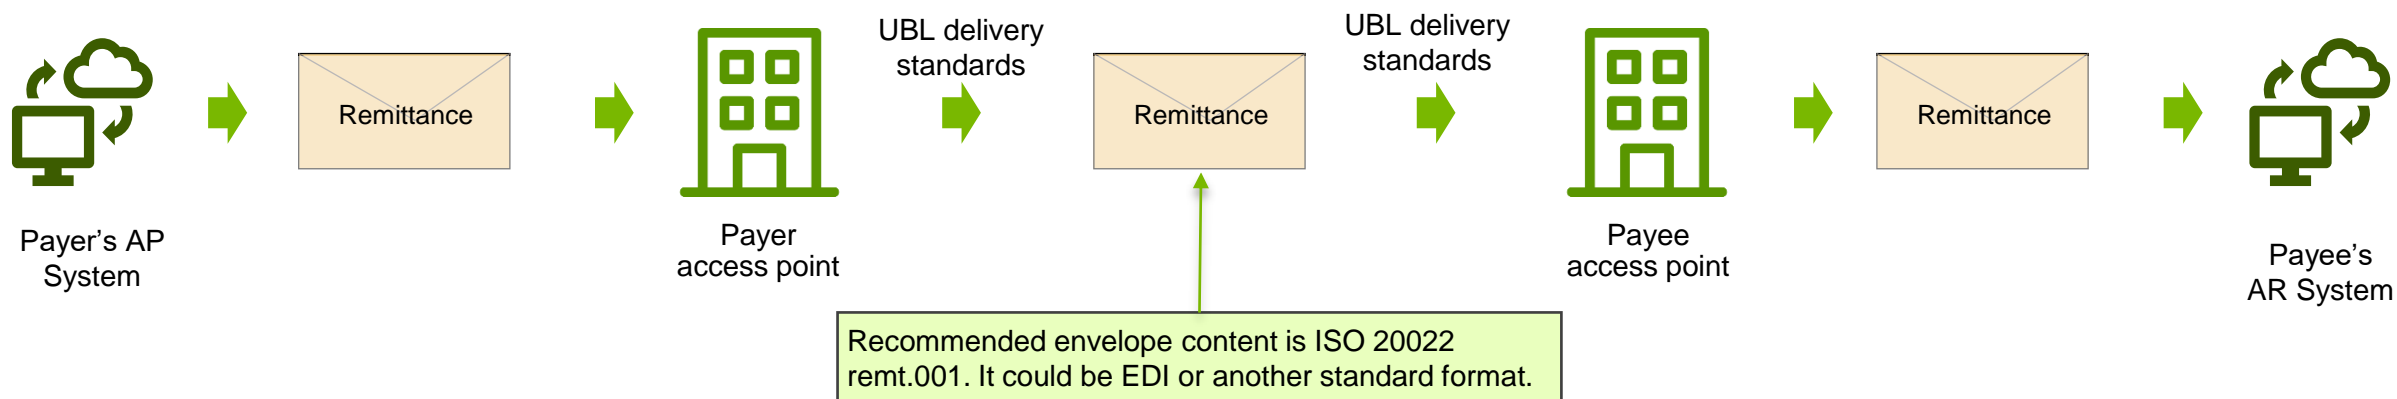 Payer’s AP
System
Remittance
Payer
access point
UBL delivery
standards
Remittance
UBL delivery
standards
Payee
access point
Remittance
Payee’s
AR System
Recommended envelope content is ISO 20022
remt.001. It could be EDI or another standard format.